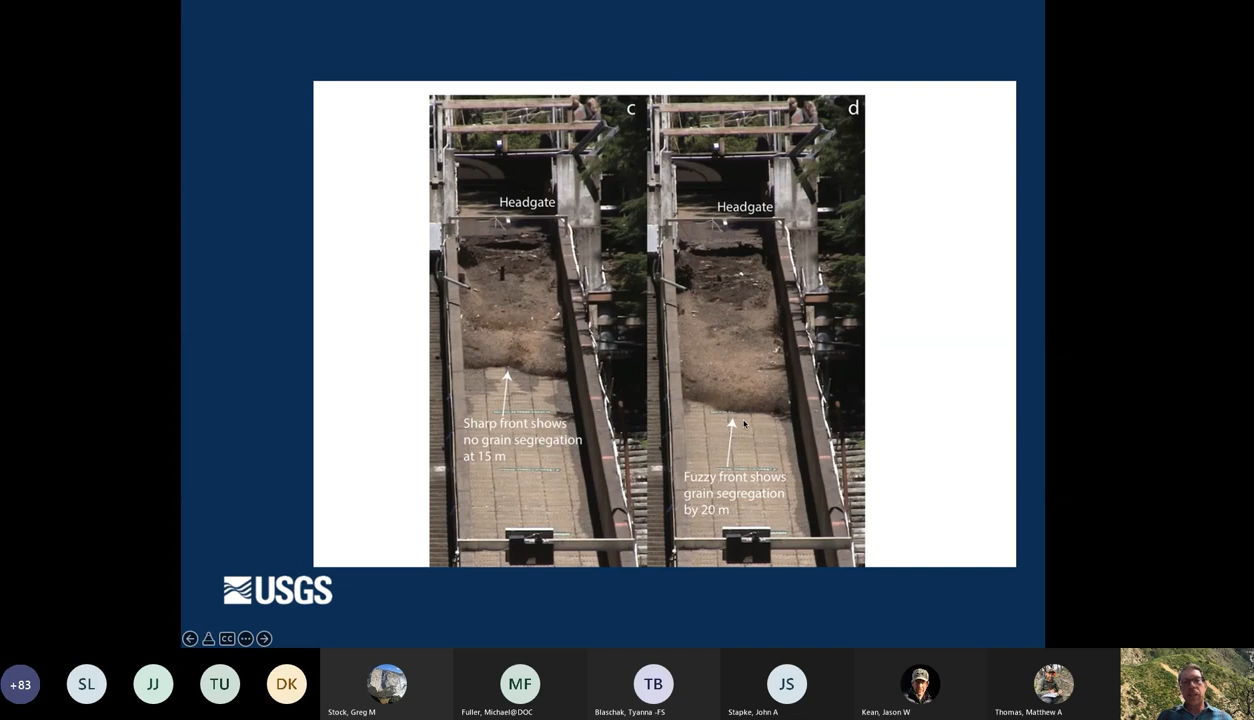 c
d
Headgate
Headgate
Sharp front shows
no grain segregation
at 15 m
Fuzzy front shows
grain segregation
by 20 m
USGS
CC
+83
SL
JJ
TU
DK
Stock, Greg M
MF
Fuller, Michael@DOC
TB
Blaschak, Tyanna -FS
JS
Stapke, John A
Kean, Jason W
Thomas, Matthew A